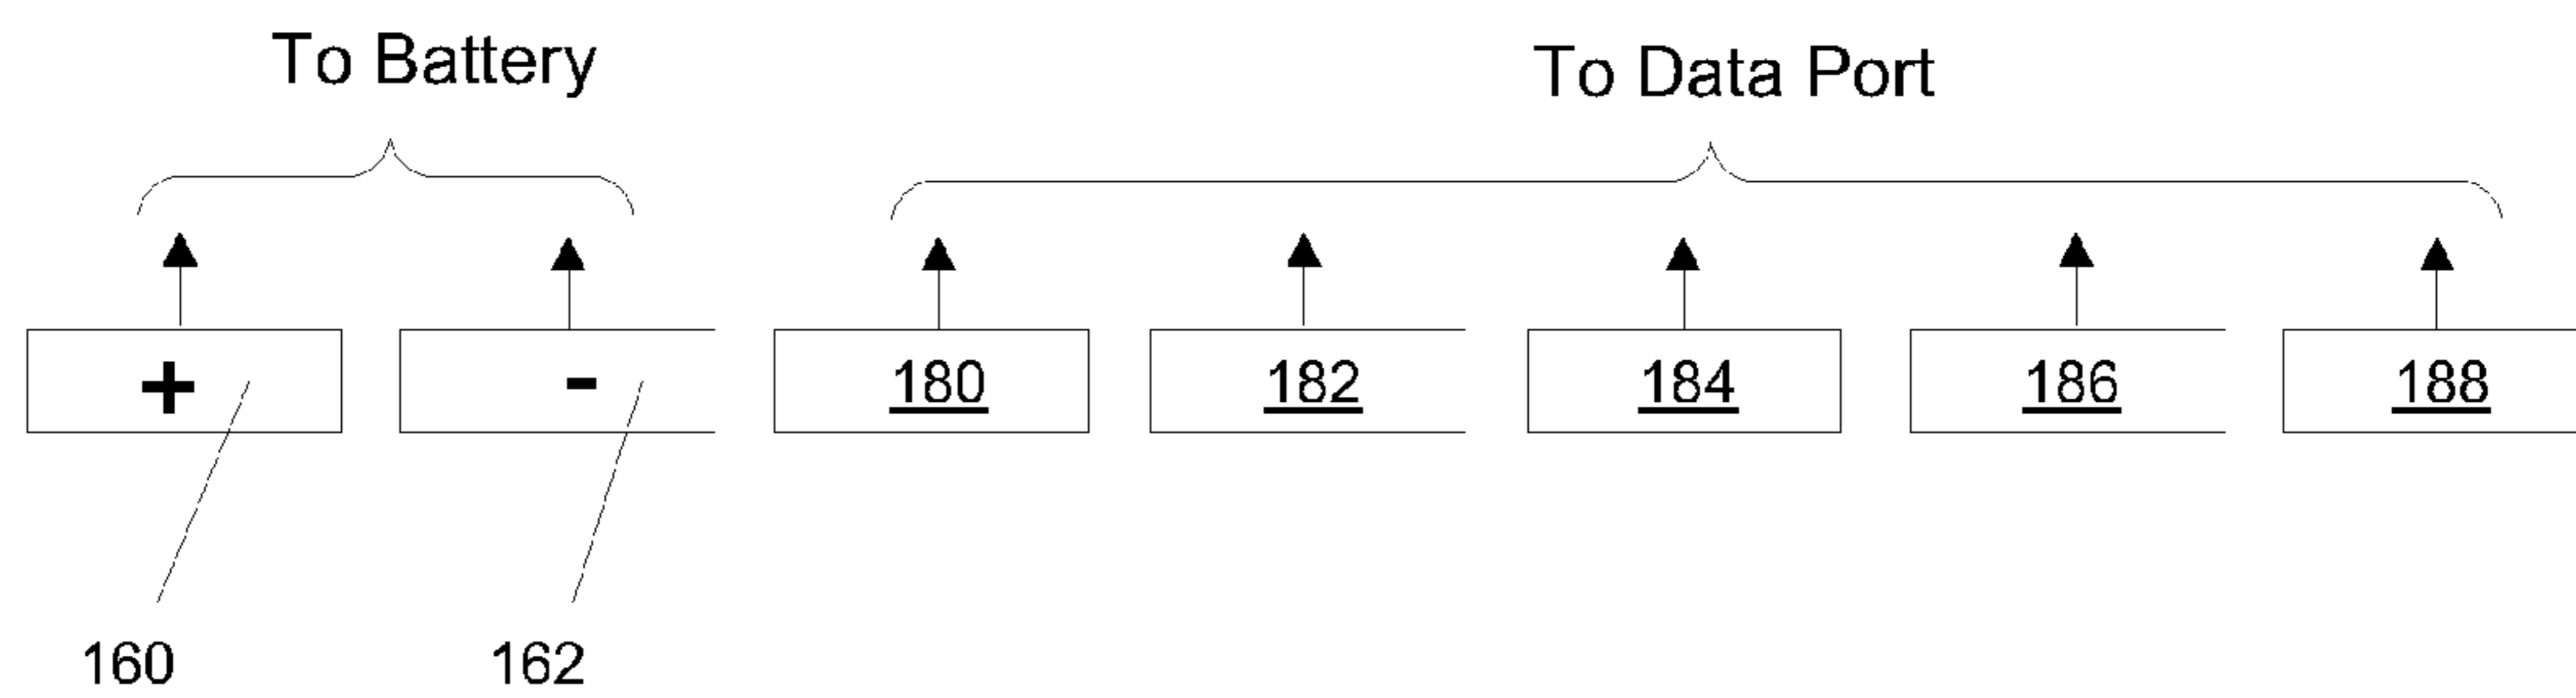 To Battery
To Data Port
+ - 180 182 184 186 188
160 162